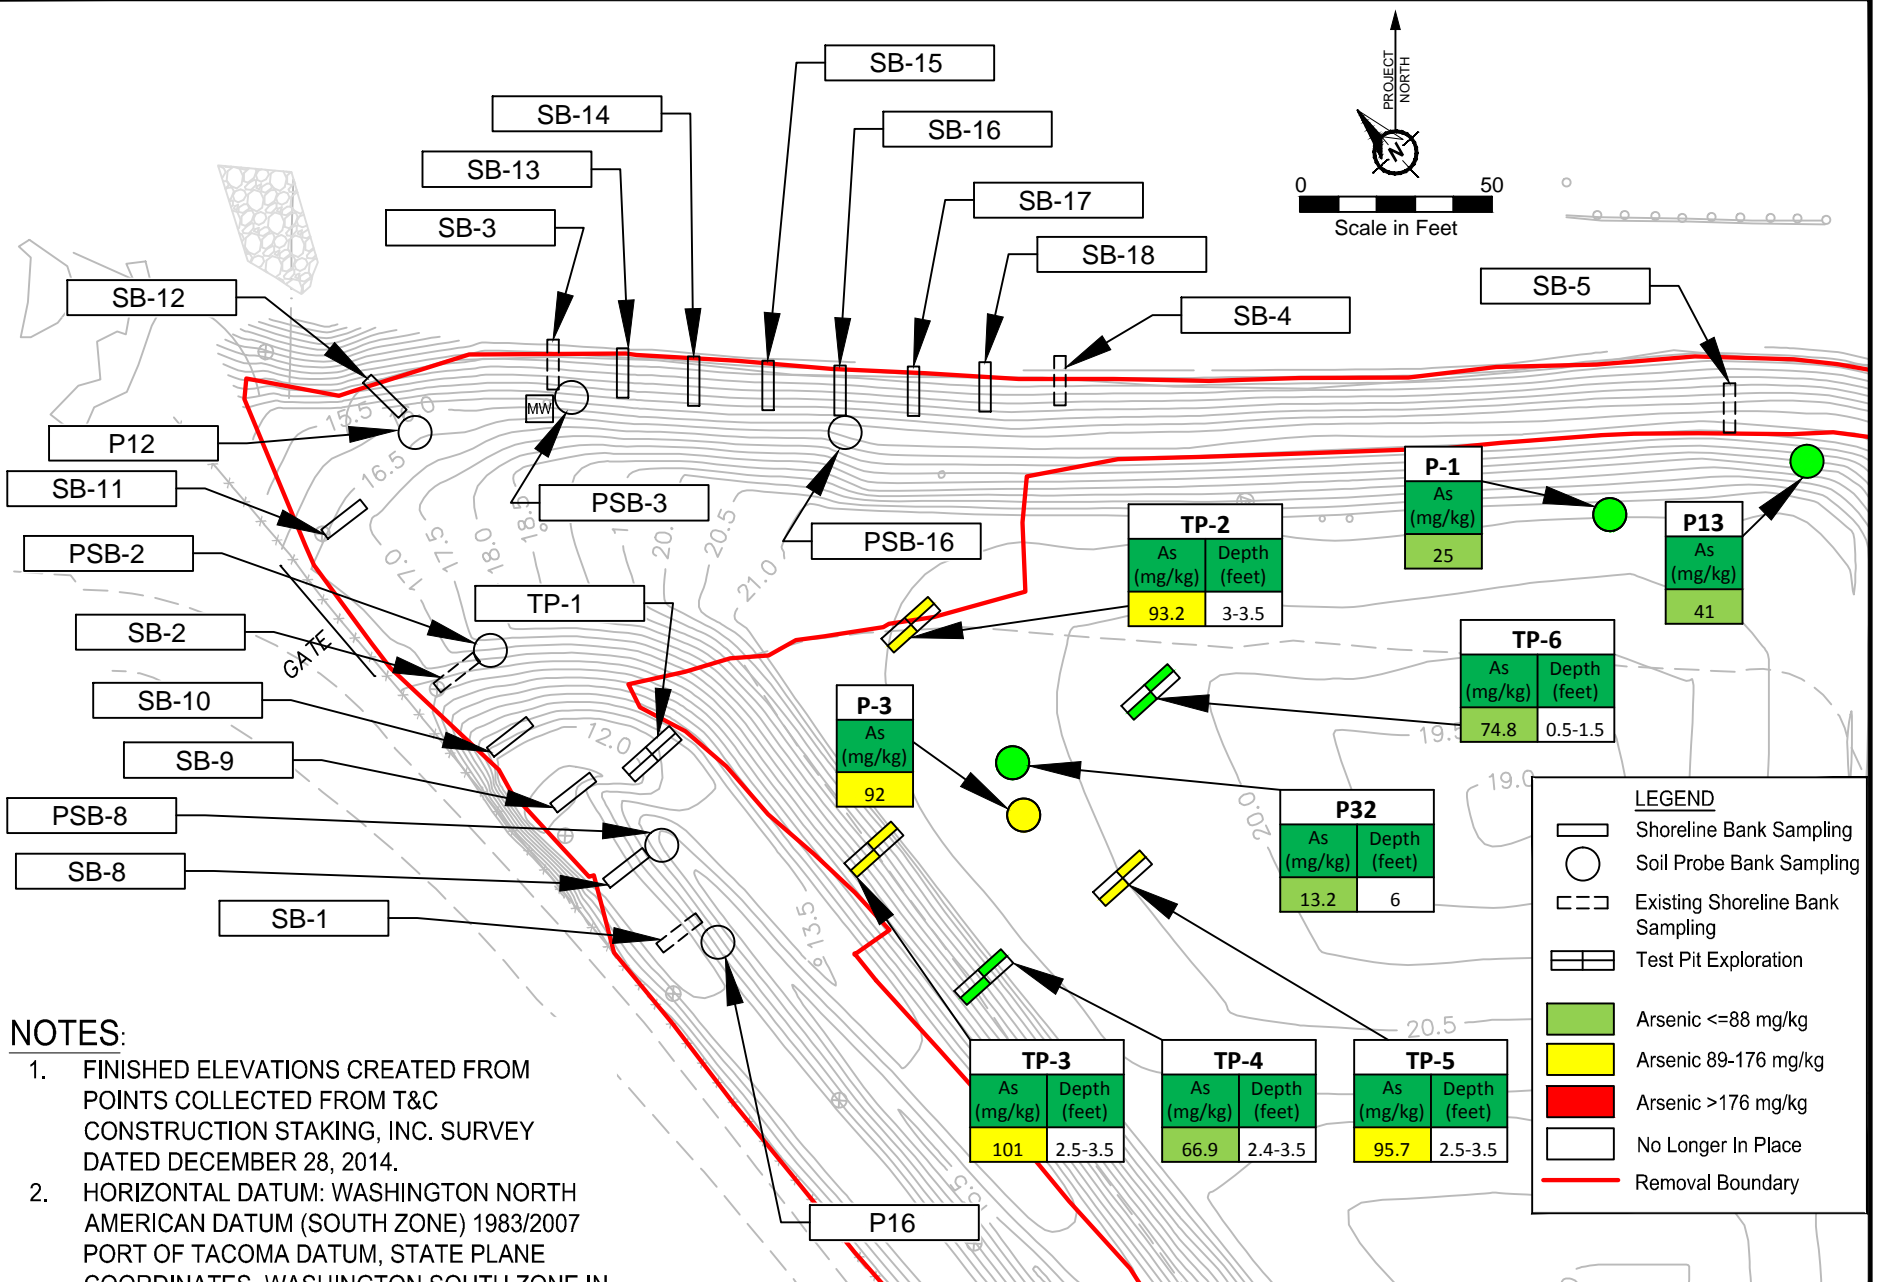 SB-15
SB-14
SB-16
SB-13
SB-17
SB-3
SB-18
SB-12
SB-4
SB-5
PROJECT
NORTH
N
0 50
Scale in Feet
P12
SB-11
PSB-2
SB-2
SB-10
SB-9
PSB-8
SB-8
SB-1
MW
PSB-3
PSB-16
TP-1
GATE
P16
15.5
16.5
17.0
17.5
18.0
18.5
20.5
21.0
12.0
13.5
19.5
19.0
20.0
20.5
P-1
As
(mg/kg)
25
P13
As
(mg/kg)
41
TP-2
As (mg/kg) Depth (feet)
93.2 3-3.5
TP-6
As (mg/kg) Depth (feet)
74.8 0.5-1.5
P-3
As
(mg/kg)
92
P32
As (mg/kg) Depth (feet)
13.2 6
TP-3
As (mg/kg) Depth (feet)
101 2.5-3.5
TP-4
As (mg/kg) Depth (feet)
66.9 2.4-3.5
TP-5
As (mg/kg) Depth (feet)
95.7 2.5-3.5
LEGEND
Shoreline Bank Sampling
Soil Probe Bank Sampling
Existing Shoreline Bank
Sampling
Test Pit Exploration
Arsenic <=88 mg/kg
Arsenic 89-176 mg/kg
Arsenic >176 mg/kg
No Longer In Place
Removal Boundary
NOTES:
1. FINISHED ELEVATIONS CREATED FROM
POINTS COLLECTED FROM T&C
CONSTRUCTION STAKING, INC. SURVEY
DATED DECEMBER 28, 2014.
2. HORIZONTAL DATUM: WASHINGTON NORTH
AMERICAN DATUM (SOUTH ZONE) 1983/2007
PORT OF TACOMA DATUM, STATE PLANE
COORDINATES, WASHINGTON SOUTH ZONE IN